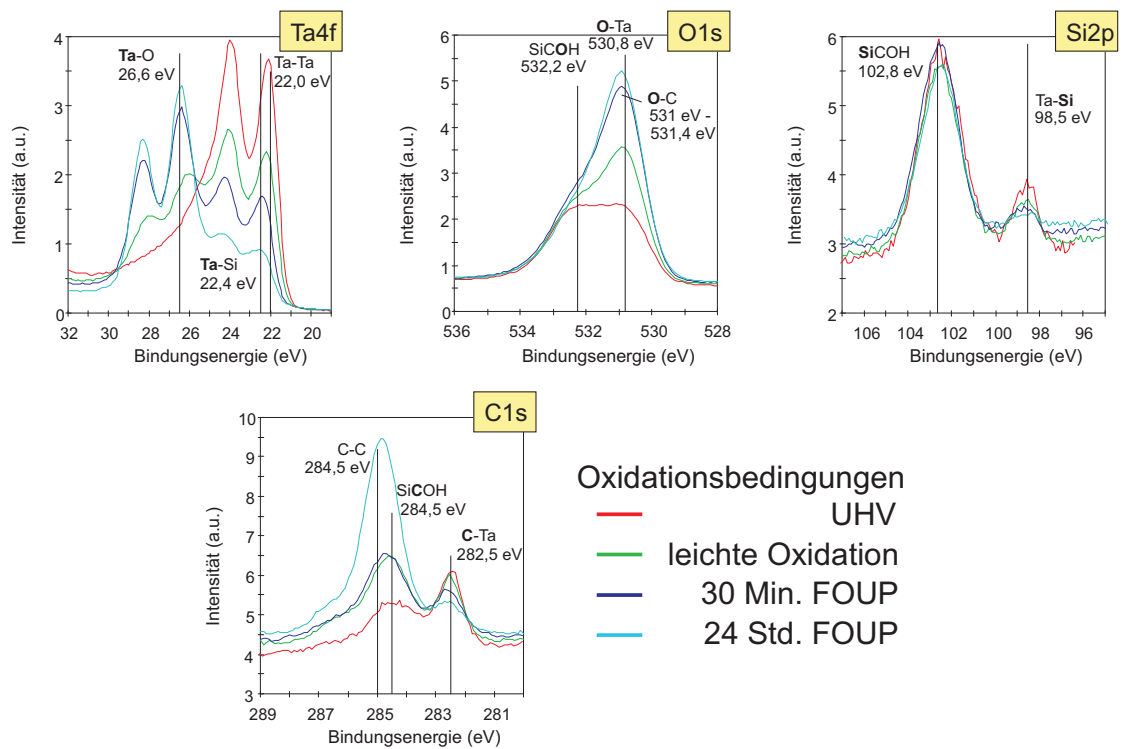 Ta4f
Ta-O
26,6 eV
Ta-Ta
22,0 eV
Ta-Si
22,4 eV
Intensität (a.u.)
4
3
2
1
0
32 30 28 26 24 22 20
Bindungsenergie (eV)
O1s
O-Ta
530,8 eV
SiCOH
532,2 eV
O-C
531 eV -
531,4 eV
Intensität (a.u.)
6
5
4
3
2
1
0
536 534 532 530 528
Bindungsenergie (eV)
Si2p
SiCOH
102,8 eV
Ta-Si
98,5 eV
Intensität (a.u.)
6
5
4
3
2
106 104 102 100 98 96
Bindungsenergie (eV)
C1s
C-C
284,5 eV
SiCOH
284,5 eV
C-Ta
282,5 eV
Intensität (a.u.)
10
9
8
7
6
5
4
3
289 287 285 283 281
Bindungsenergie (eV)
Oxidationsbedingungen
UHV
leichte Oxidation
30 Min. FOUP
24 Std. FOUP